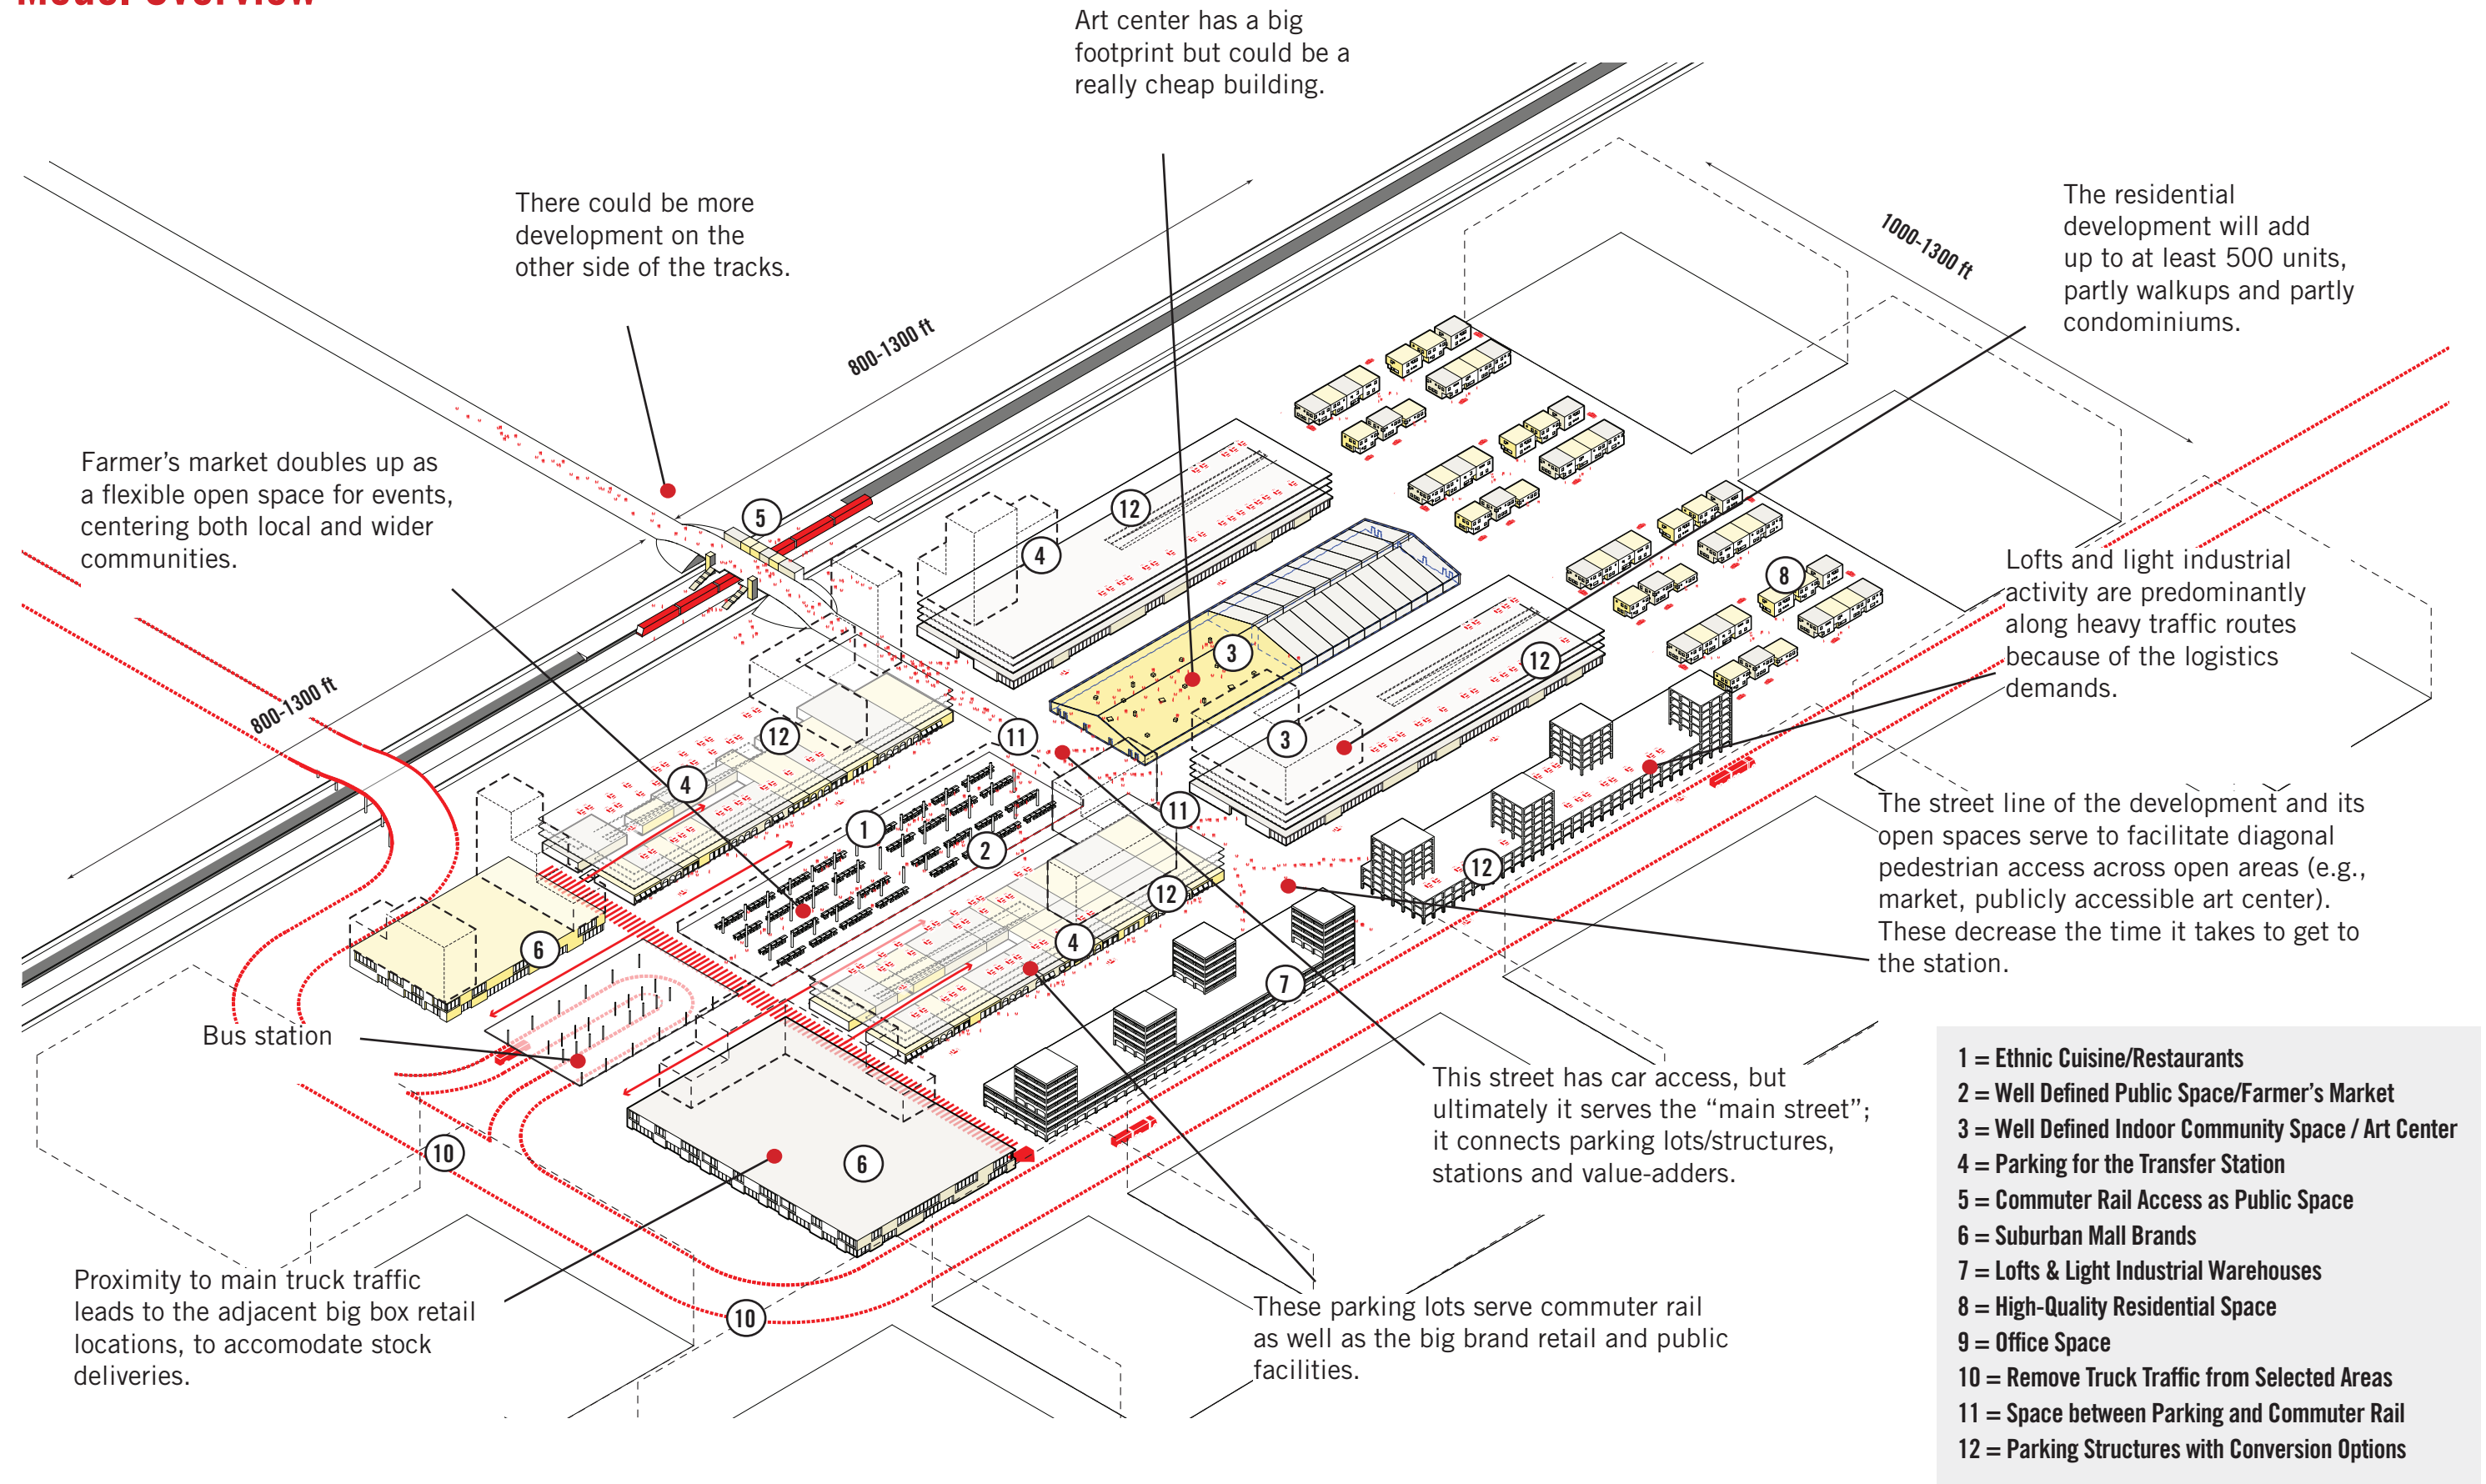 Model Overview
Art center has a big
footprint but could be a
really cheap building.
There could be more
development on the
other side of the tracks.
The residential
development will add
up to at least 500 units,
partly walkups and partly
condominiums.
1000-1300 ft
800-1300 ft
Farmer's market doubles up as
a flexible open space for events,
centering both local and wider
communities.
5
12
4
Lofts and light industrial
activity are predominantly
along heavy traffic routes
because of the logistics
demands.
8
3
12
800-1300 ft
12
11
3
4
11
1
2
12
12
The street line of the development and its
open spaces serve to facilitate diagonal
pedestrian access across open areas (e.g.,
market, publicly accessible art center).
These decrease the time it takes to get to
the station.
6
4
7
Bus station
This street has car access, but
ultimately it serves the “main street”;
it connects parking lots/structures,
stations and value-adders.
10
6
Proximity to main truck traffic
leads to the adjacent big box retail
locations, to accomodate stock
deliveries.
10
These parking lots serve commuter rail
as well as the big brand retail and public
facilities.
1 = Ethnic Cuisine/Restaurants
2 = Well Defined Public Space/Farmer's Market
3 = Well Defined Indoor Community Space / Art Center
4 = Parking for the Transfer Station
5 = Commuter Rail Access as Public Space
6 = Suburban Mall Brands
7 = Lofts & Light Industrial Warehouses
8 = High-Quality Residential Space
9 = Office Space
10 = Remove Truck Traffic from Selected Areas
11 = Space between Parking and Commuter Rail
12 = Parking Structures with Conversion Options